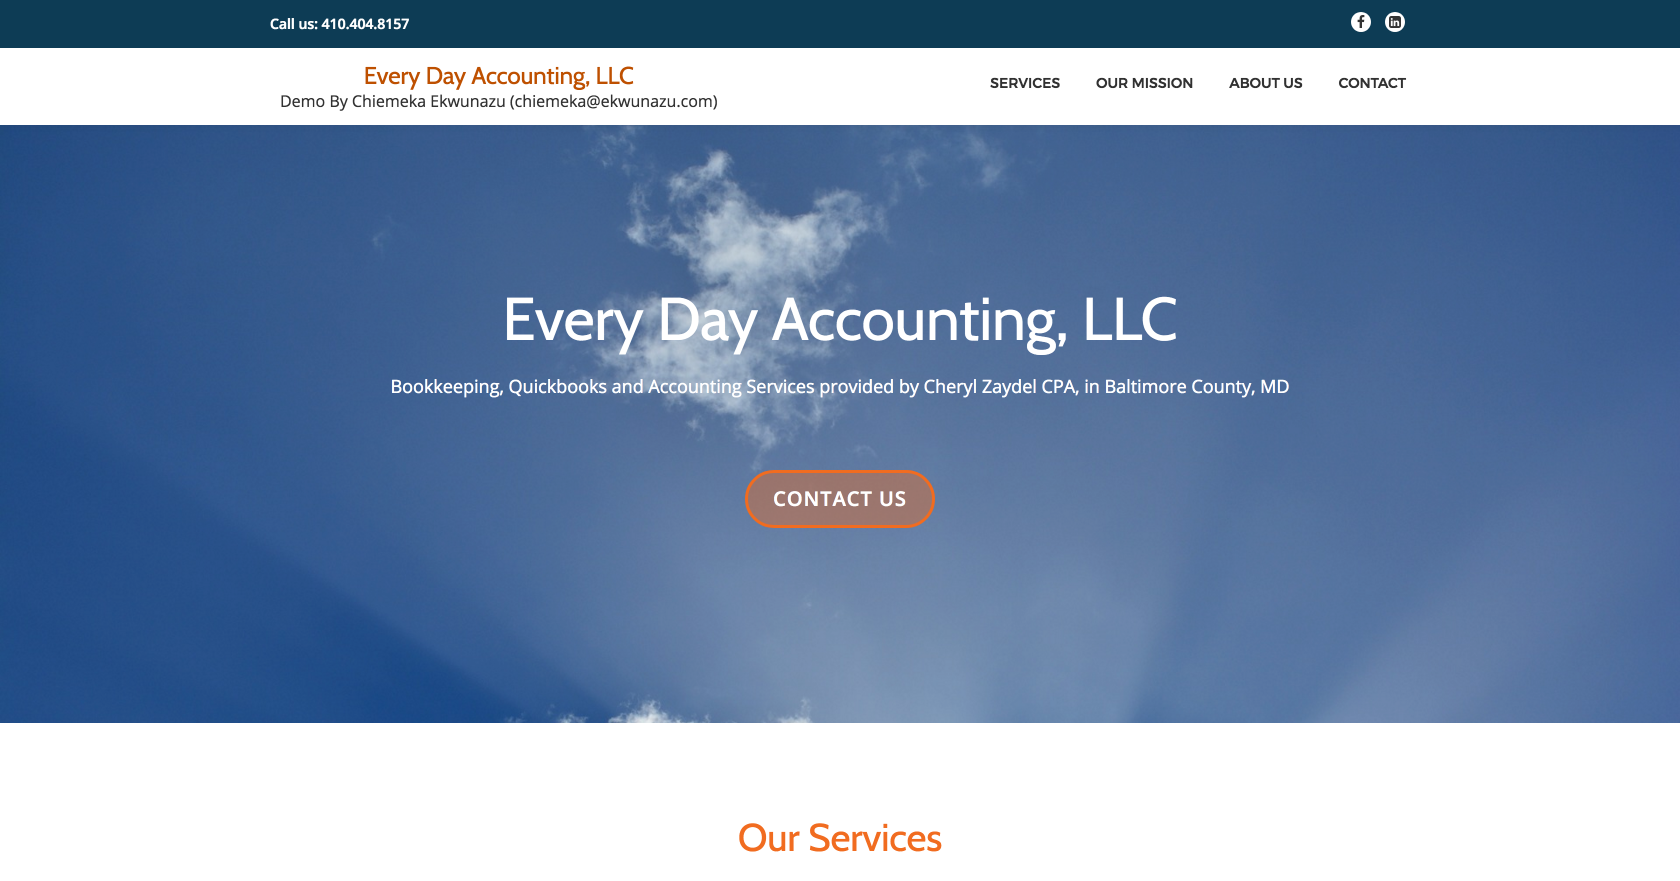 Call us: 410.404.8157
Every Day Accounting, LLC
Demo By Chiemeka Ekwunazu (chiemeka@ekwunazu.com)
SERVICES OUR MISSION ABOUT US CONTACT
Every Day Accounting, LLC
Bookkeeping, Quickbooks and Accounting Services provided by Cheryl Zaydel CPA, in Baltimore County, MD
CONTACT US
Our Services